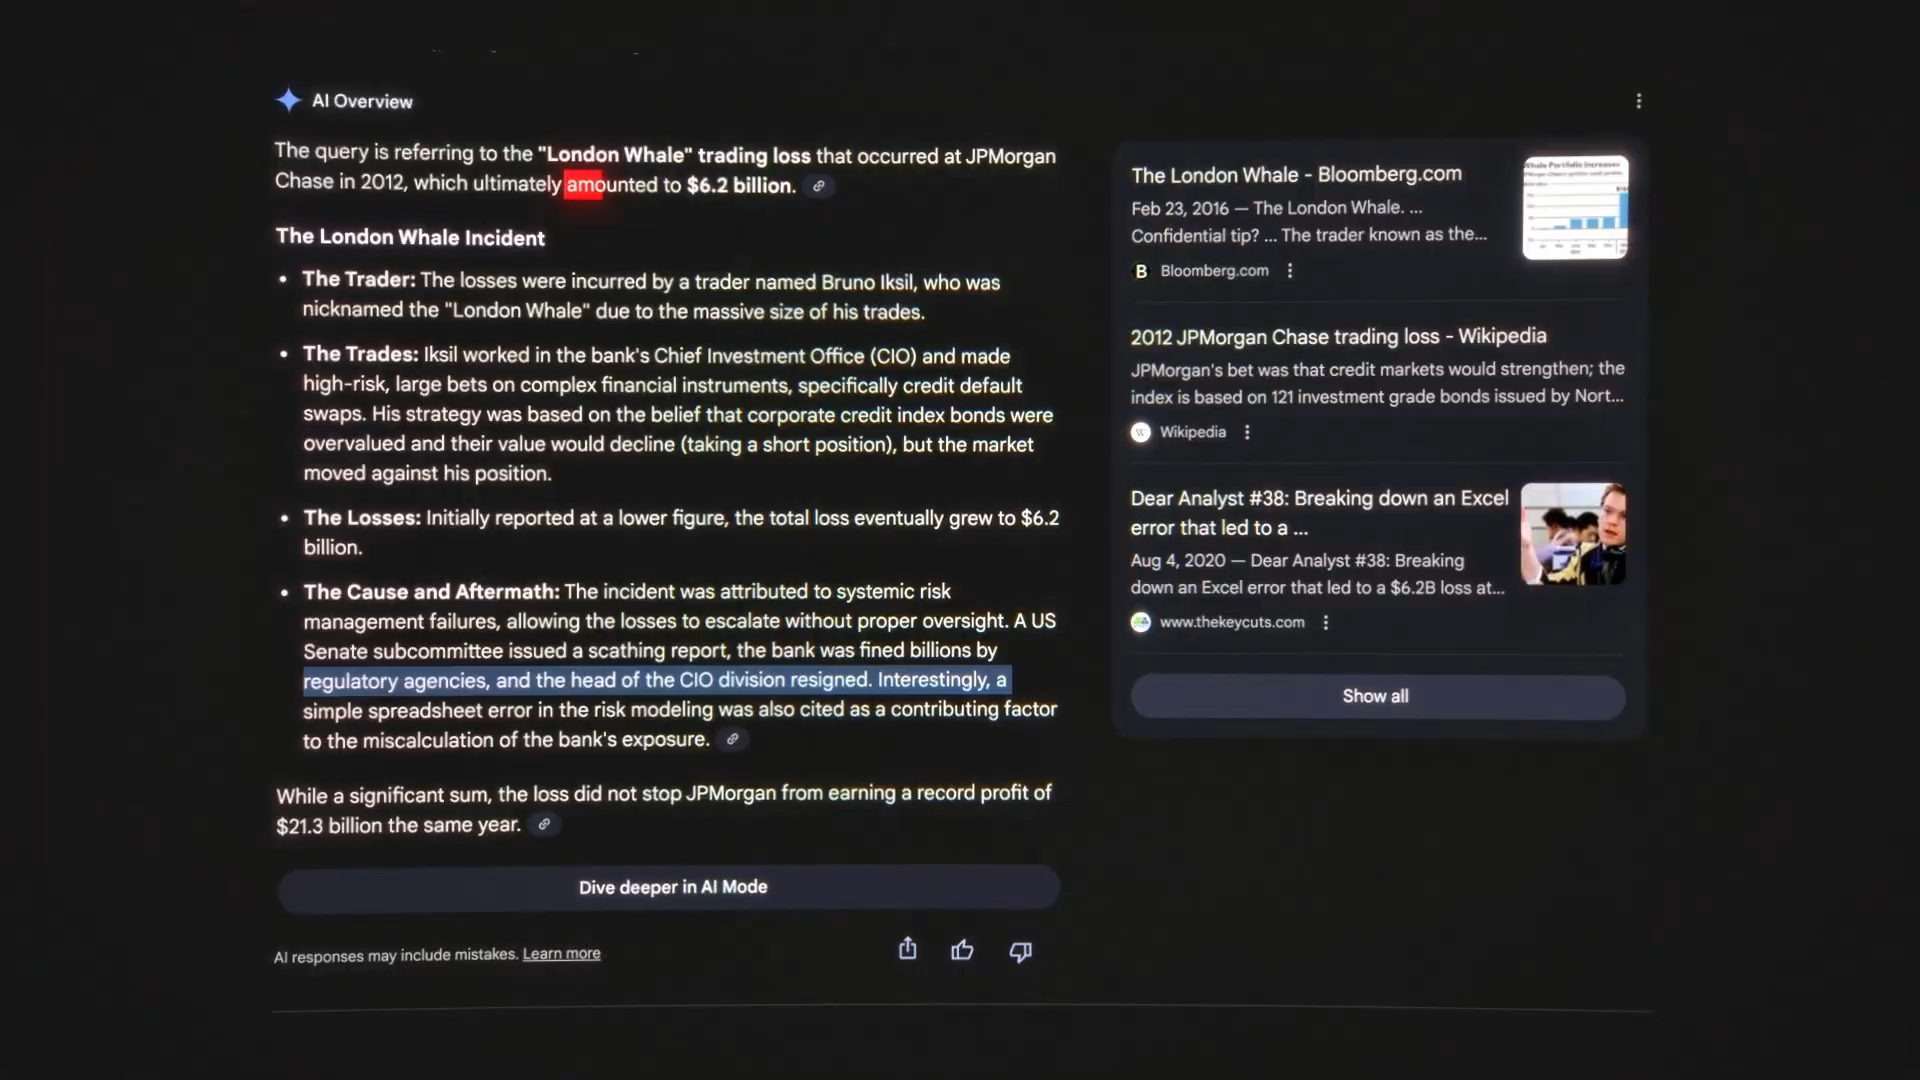 AI Overview
The query is referring to the "London Whale" trading loss that occurred at JPMorgan
Chase in 2012, which ultimately amounted to $6.2 billion.
The London Whale Incident
• The Trader: The losses were incurred by a trader named Bruno Iksil, who was
nicknamed the "London Whale" due to the massive size of his trades.
• The Trades: Iksil worked in the bank's Chief Investment Office (CIO) and made
high-risk, large bets on complex financial instruments, specifically credit default
swaps. His strategy was based on the belief that corporate credit index bonds were
overvalued and their value would decline (taking a short position), but the market
moved against his position.
• The Losses: Initially reported at a lower figure, the total loss eventually grew to $6.2
billion.
• The Cause and Aftermath: The incident was attributed to systemic risk
management failures, allowing the losses to escalate without proper oversight. A US
Senate subcommittee issued a scathing report, the bank was fined billions by
regulatory agencies, and the head of the CIO division resigned. Interestingly, a
simple spreadsheet error in the risk modeling was also cited as a contributing factor
to the miscalculation of the bank's exposure.
While a significant sum, the loss did not stop JPMorgan from earning a record profit of
$21.3 billion the same year.
Dive deeper in AI Mode
AI responses may include mistakes. Learn more
The London Whale - Bloomberg.com
Feb 23, 2016 — The London Whale. ...
Confidential tip? ... The trader known as the...
B Bloomberg.com
Whale Portfolio Increases
2012 JPMorgan Chase trading loss - Wikipedia
JPMorgan's bet was that credit markets would strengthen; the
index is based on 121 investment grade bonds issued by Nort...
W Wikipedia
Dear Analyst #38: Breaking down an Excel
error that led to a ...
Aug 4, 2020 — Dear Analyst #38: Breaking
down an Excel error that led to a $6.2B loss at...
www.thekeycuts.com
Show all